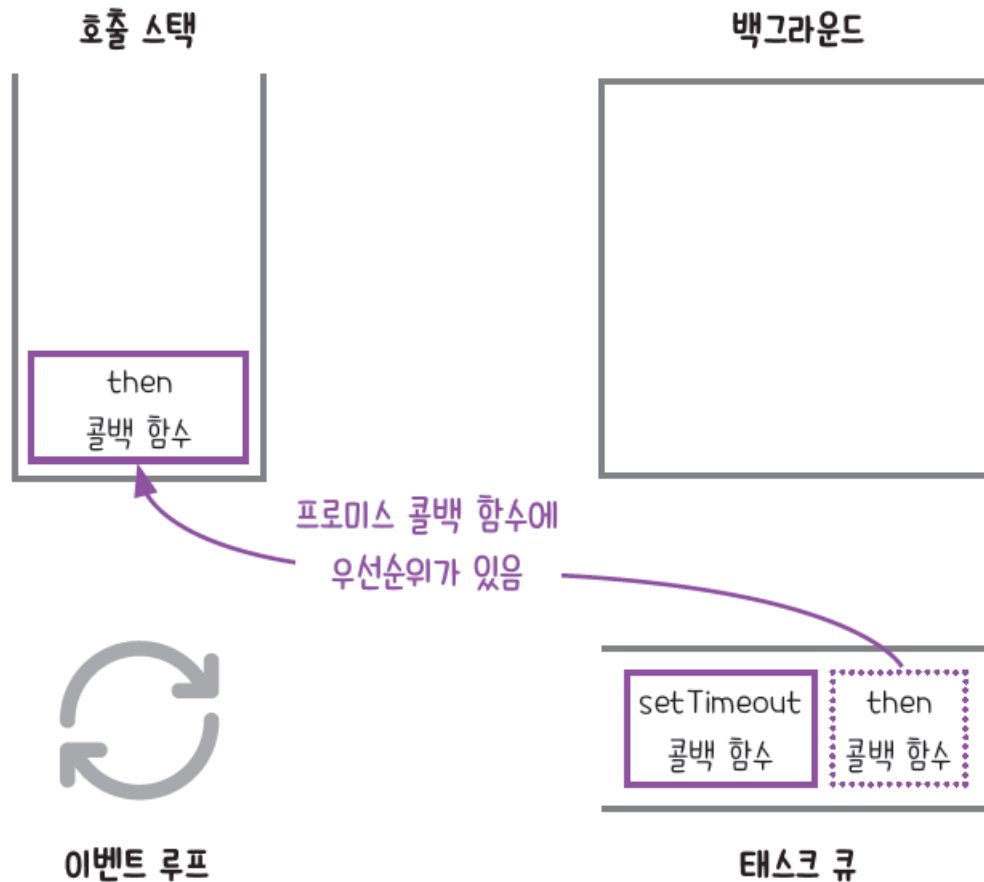 호출 스택
백그라운드
then
콜백 함수
프로미스 콜백 함수에
우선순위가 있음
setTimeout
콜백 함수
then
콜백 함수
이벤트 루프
태스크 큐